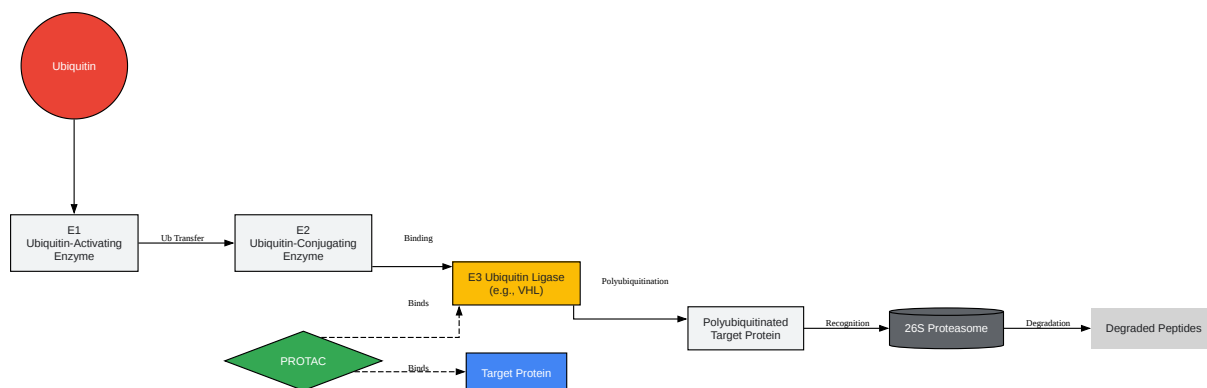 Ubiquitin
E1
Ubiquitin-Activating
Enzyme
Ub Transfer
E2
Ubiquitin-Conjugating
Enzyme
Binding
E3 Ubiquitin Ligase
(e.g., VHL)
Binds
PROTAC
Binds
Target Protein
Polyubiquitination
Polyubiquitinated
Target Protein
Recognition
26S Proteasome
Degradation
Degraded Peptides